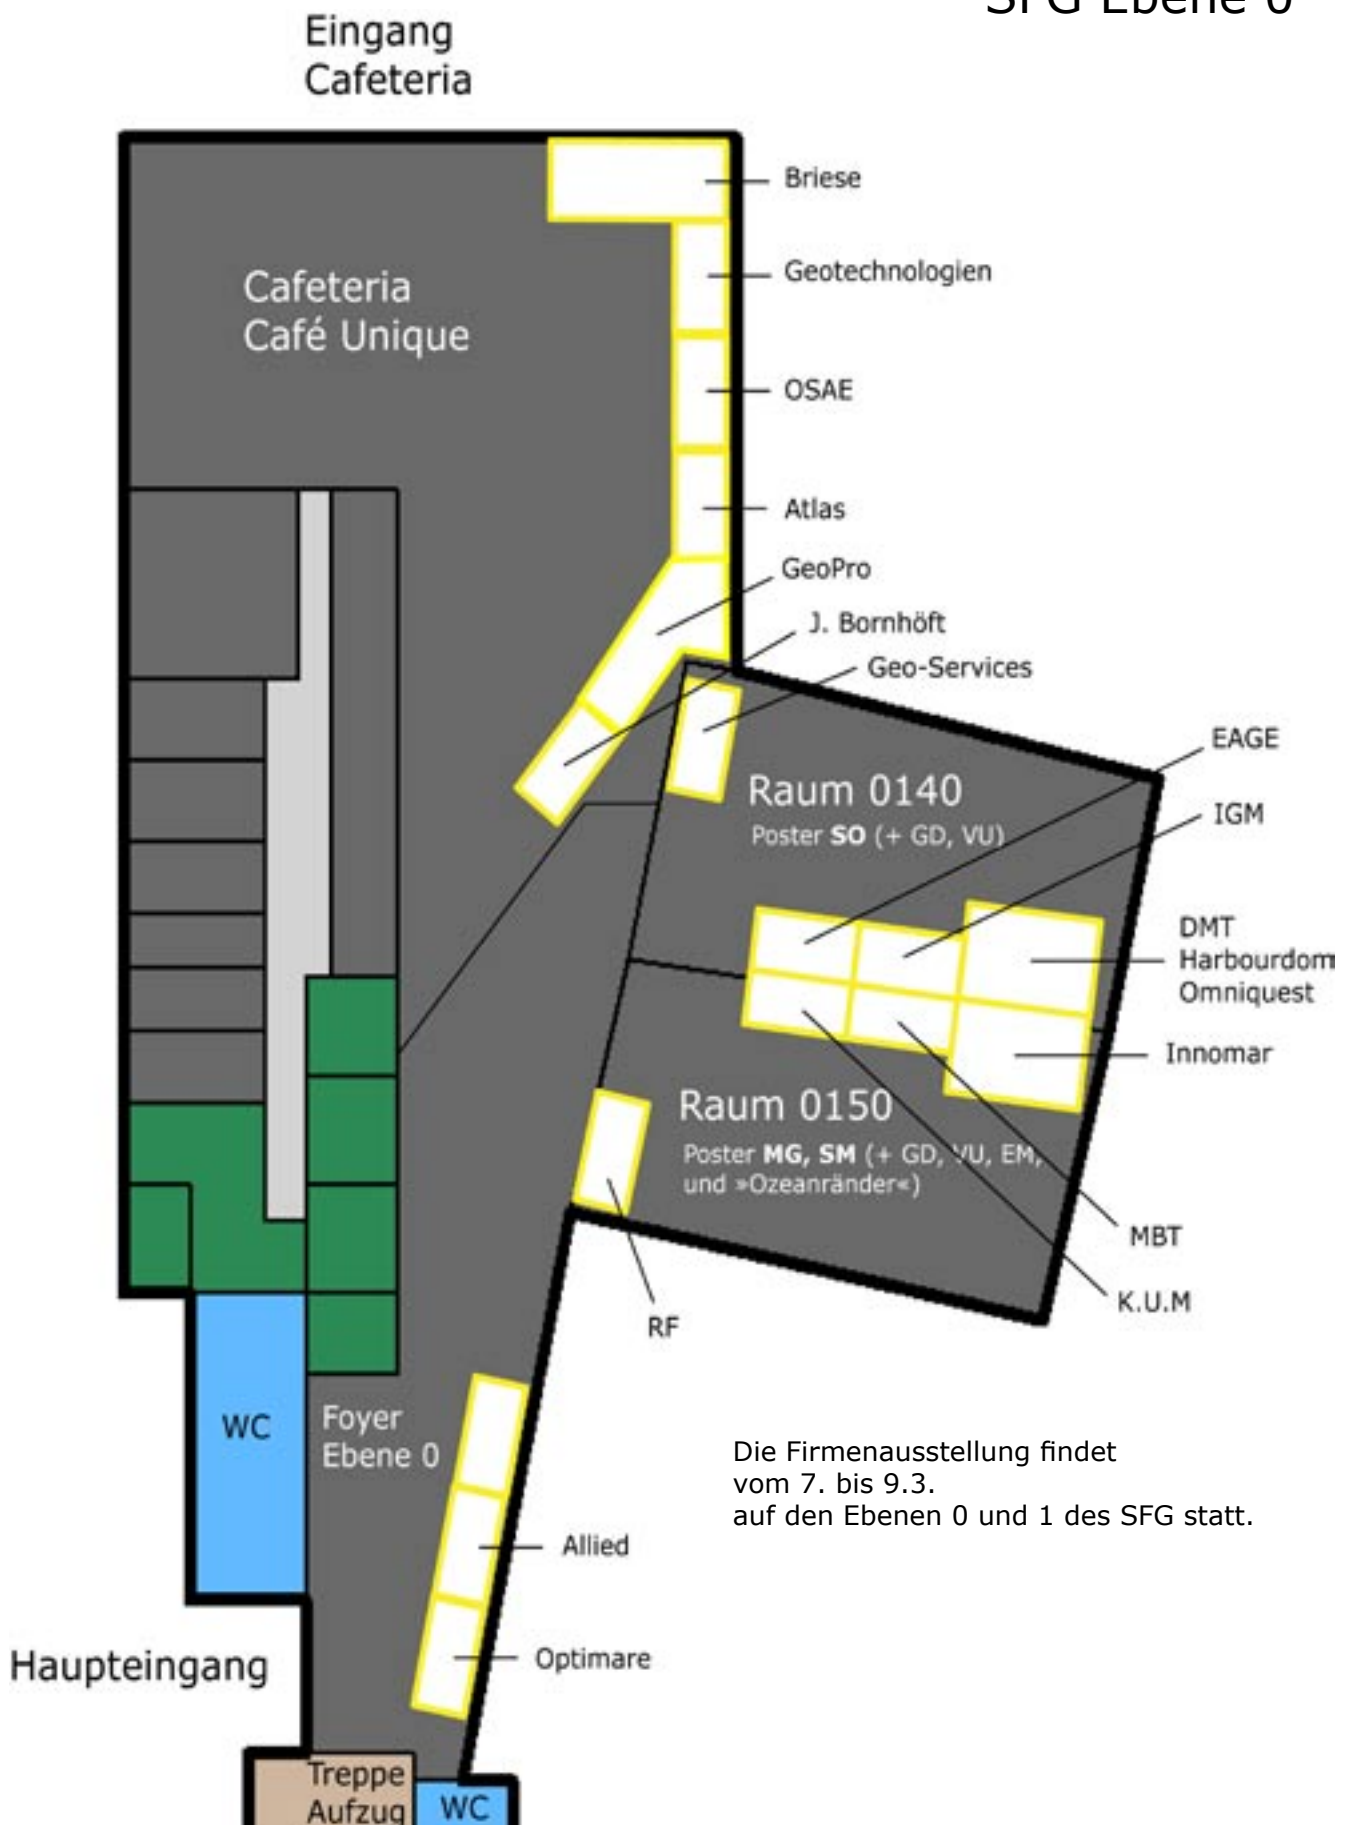 SFG Ebene 0
Eingang
Cafeteria
Briese
Geotechnologien
Cafeteria
Café Unique
OSAE
Atlas
GeoPro
J. Bornhöft
Geo-Services
EAGE
Raum 0140
Poster SO (+ GD, VU)
IGM
DMT
Harbourdom
Omniquest
Innomar
Raum 0150
Poster MG, SM (+ GD, VU, EM,
und »Ozeanränder«)
MBT
K.U.M
RF
WC
Foyer
Ebene 0
Die Firmenausstellung findet
vom 7. bis 9.3.
auf den Ebenen 0 und 1 des SFG statt.
Allied
Optimare
Haupteingang
Treppe
Aufzug
WC